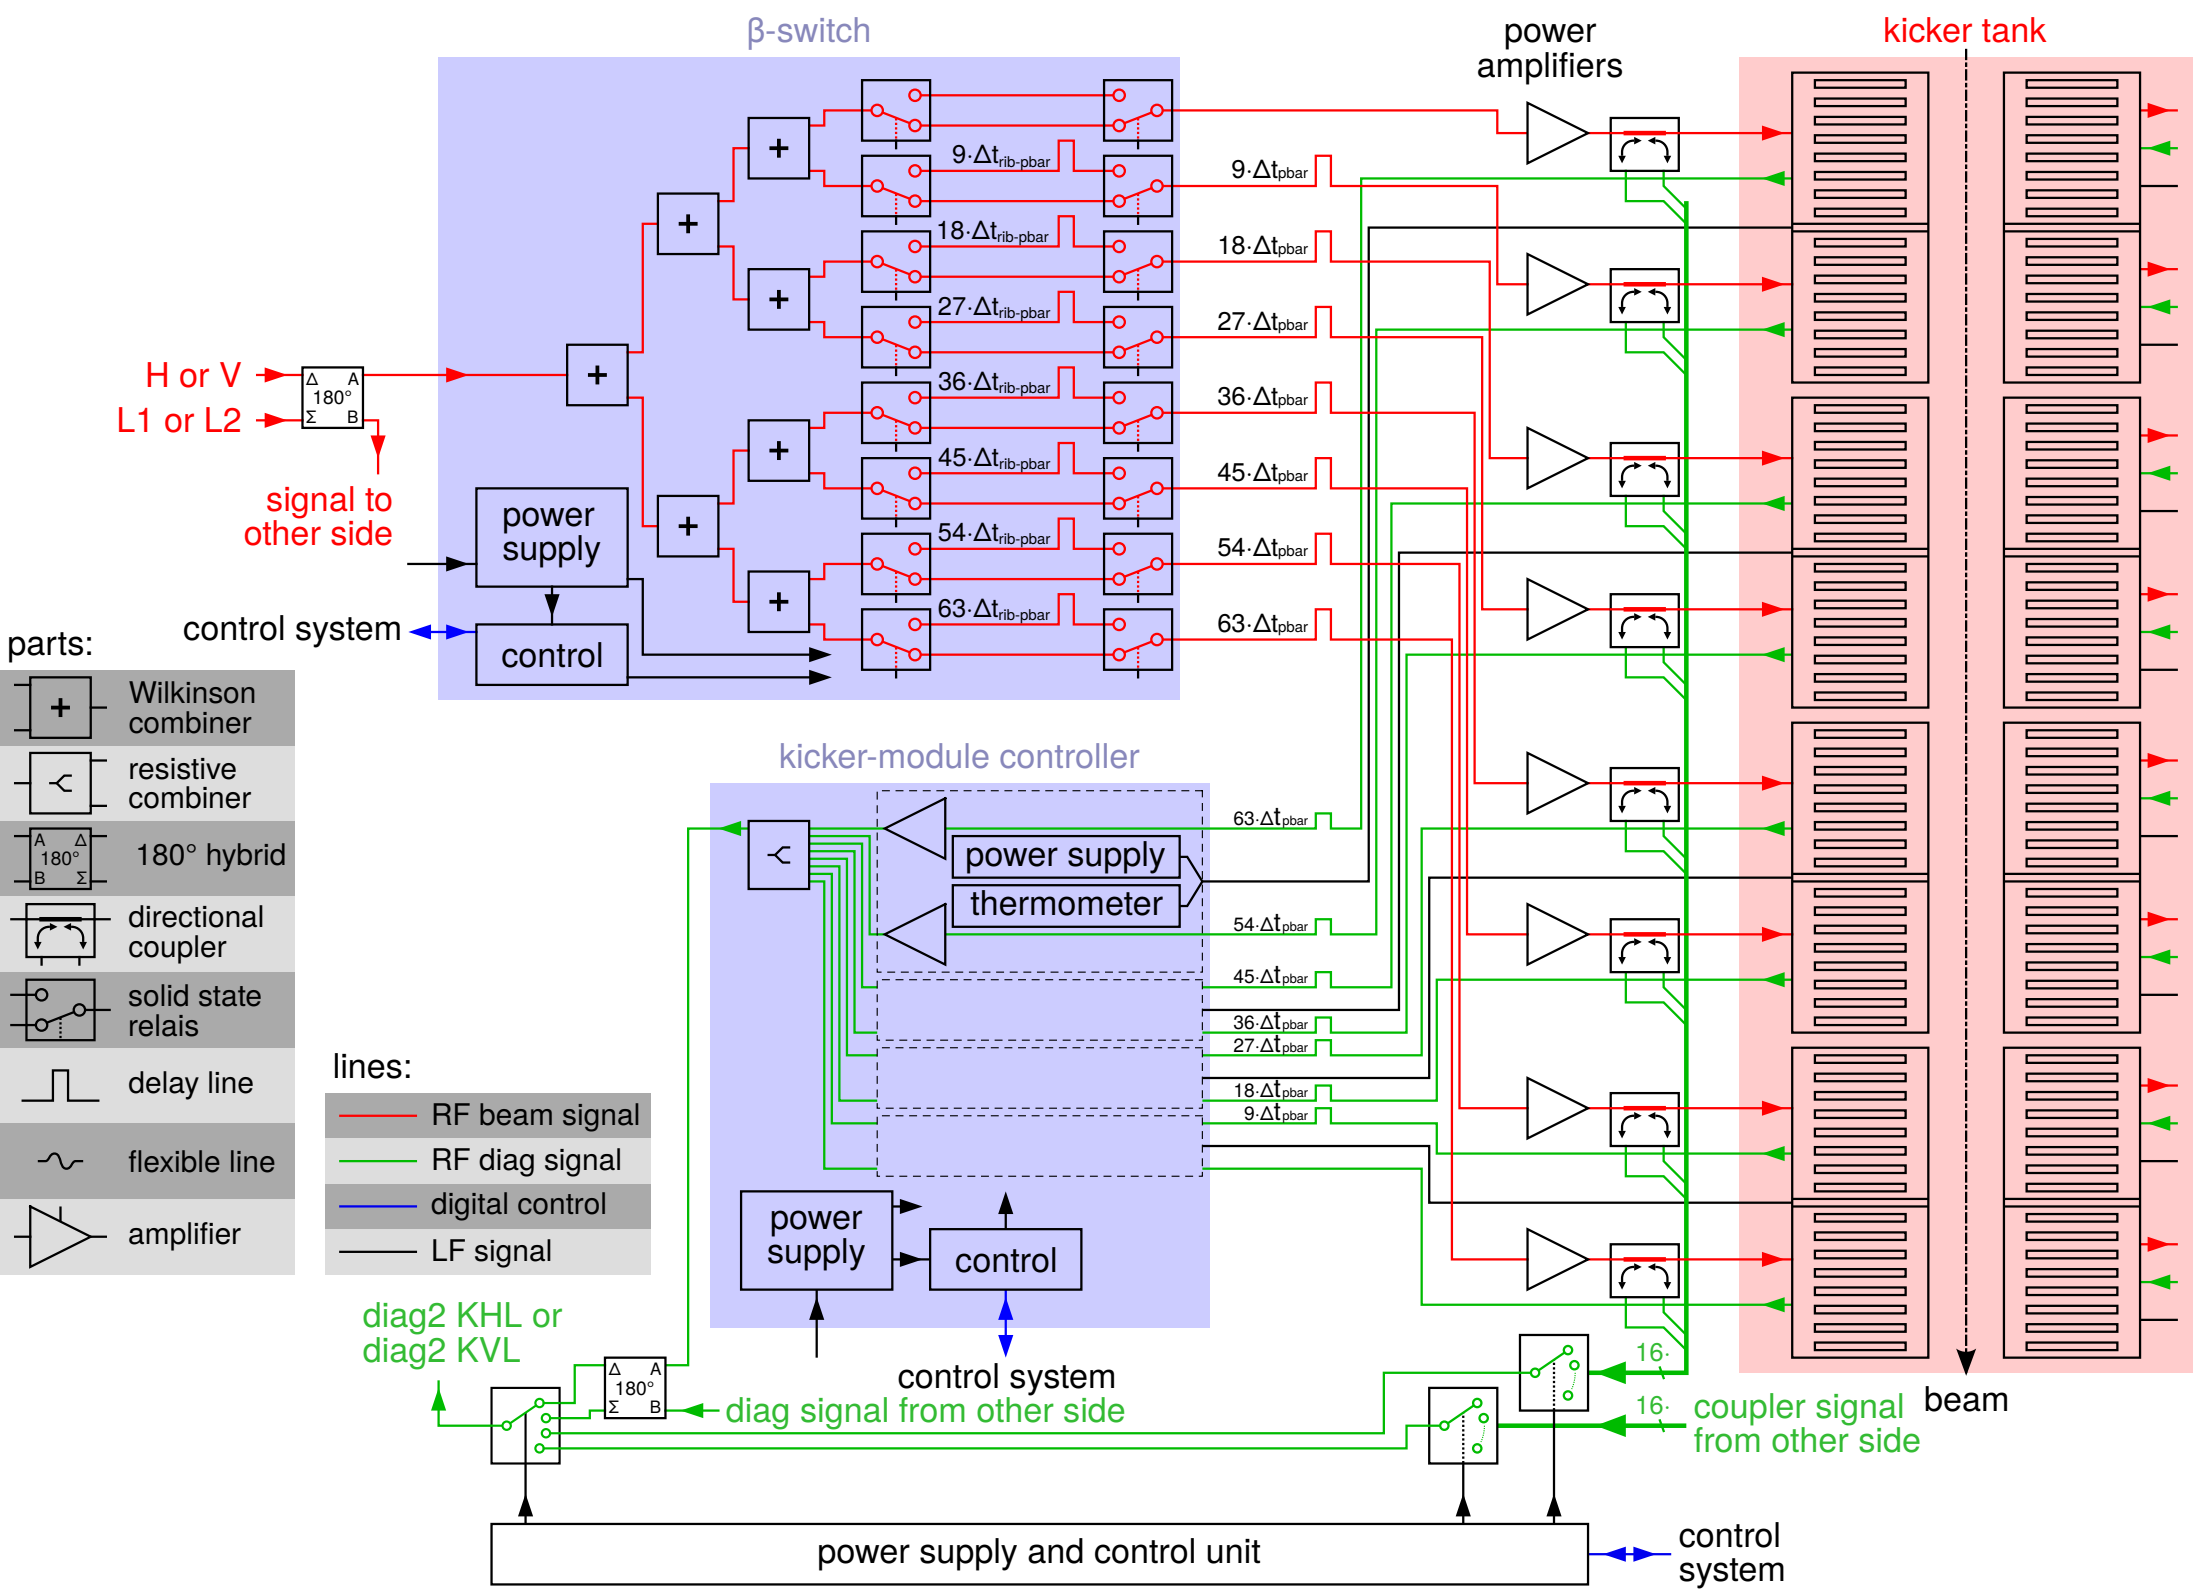 β-switch
power
amplifiers
kicker tank
+
+
+
+
+
+
+
9·Δtrib-pbar
18·Δtrib-pbar
27·Δtrib-pbar
36·Δtrib-pbar
45·Δtrib-pbar
54·Δtrib-pbar
63·Δtrib-pbar
9·Δtpbar
18·Δtpbar
27·Δtpbar
36·Δtpbar
45·Δtpbar
54·Δtpbar
63·Δtpbar
H or V
L1 or L2
Δ A
180°
Σ B
signal to
other side
power
supply
control system
control
parts:
+
Wilkinson
combiner
resistive
combiner
A Δ
180°
B Σ
180° hybrid
directional
coupler
solid state
relais
delay line
flexible line
amplifier
lines:
RF beam signal
RF diag signal
digital control
LF signal
kicker-module controller
power supply
thermometer
63·Δtpbar
54·Δtpbar
45·Δtpbar
36·Δtpbar
27·Δtpbar
18·Δtpbar
9·Δtpbar
power
supply
control
control system
diag2 KHL or
diag2 KVL
Δ A
180°
Σ B
diag signal from other side
16·
16·
coupler signal
from other side
beam
power supply and control unit
control
system